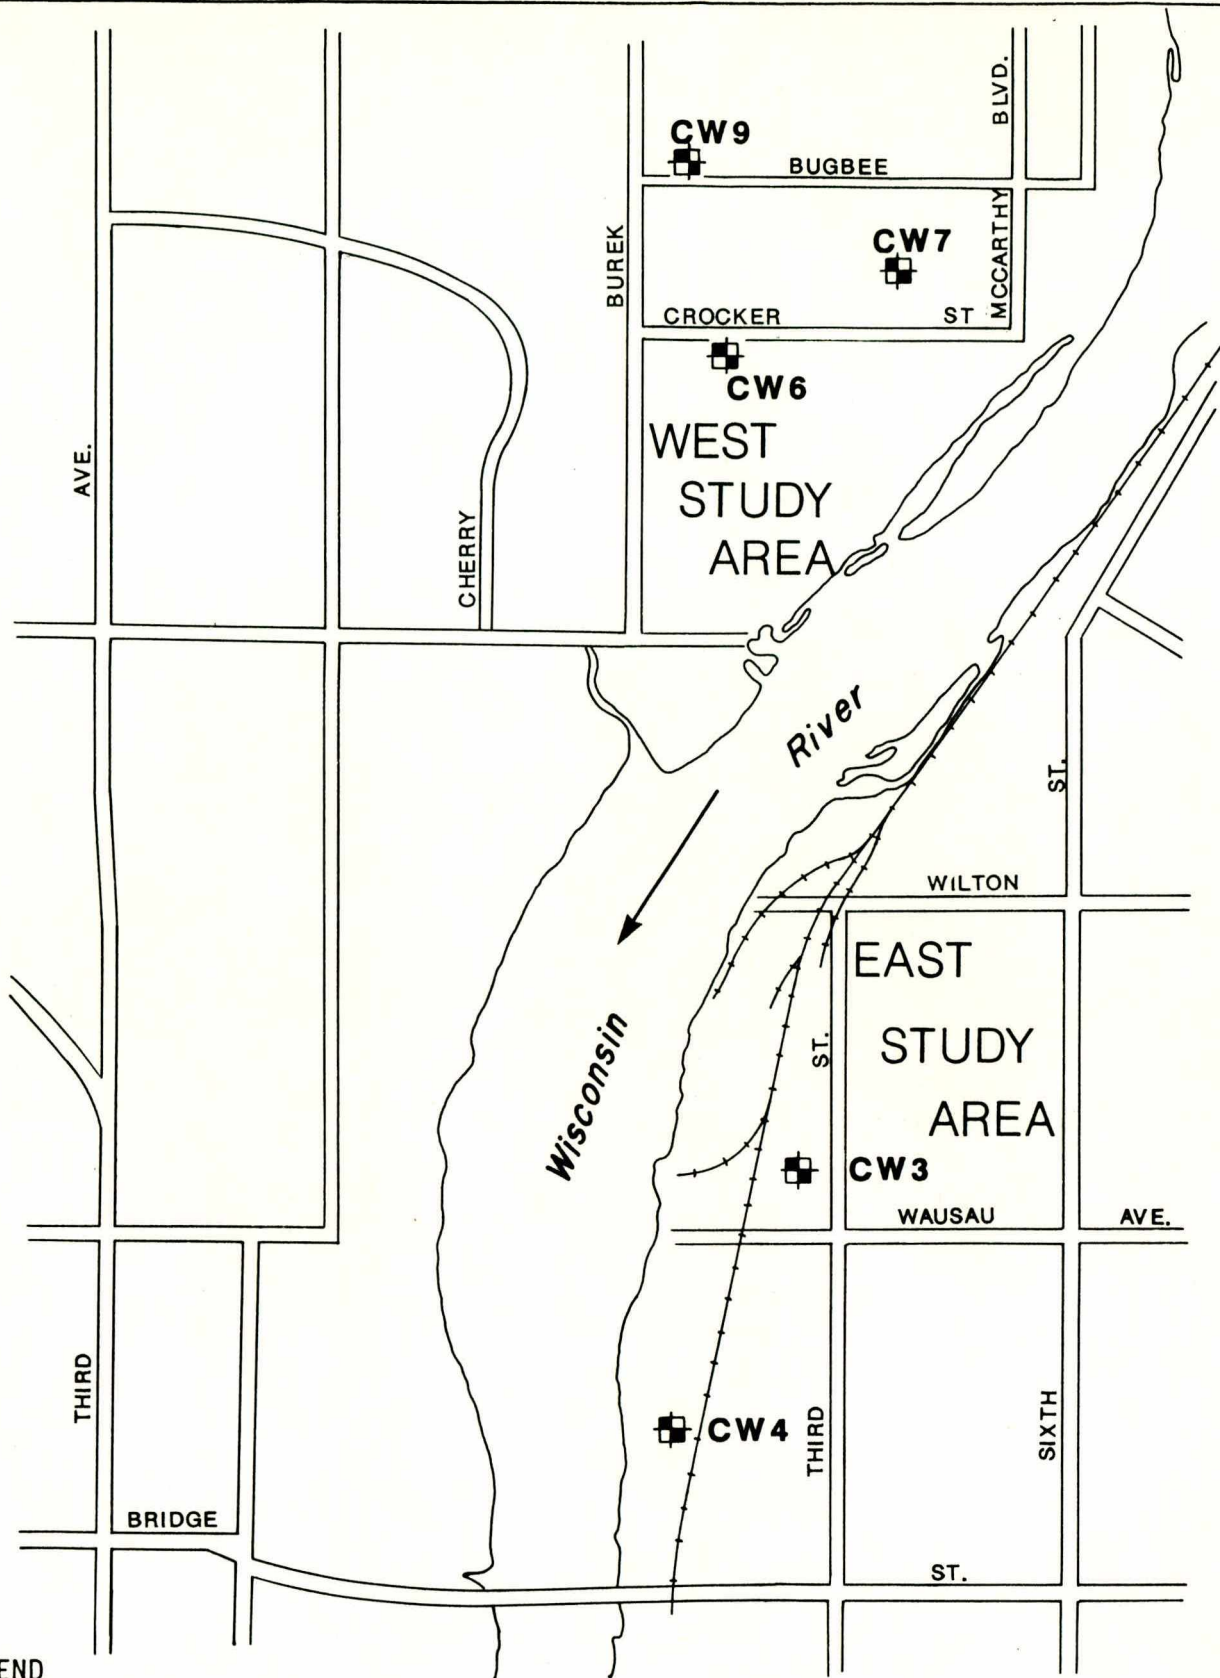 BLVD.
CW9
BUGBEE
MCCARTHY
BUREK
CW7
CROCKER ST
CW6
WEST
STUDY
AREA
AVE.
CHERRY
River
ST.
WILTON
EAST
STUDY
AREA
ST.
Wisconsin
CW3
WAUSAU AVE.
THIRD
CW4
THIRD
SIXTH
BRIDGE
ST.